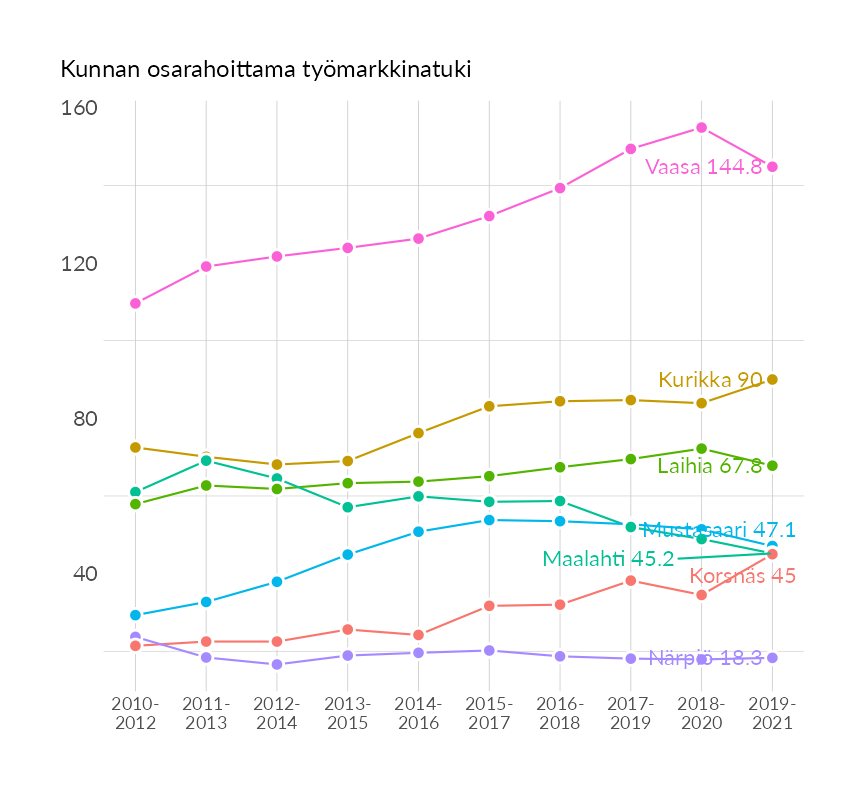 Kunnan osarahoittama työmarkkinatuki
160
Vaasa 144.8
120
Kurikka 90
80
Laihia 67.8
Mustasaari 47.1
Maalahti 45.2
40
Korsnäs 45
Närpiö 18.3
2010-2012
2011-2013
2012-2014
2013-2015
2014-2016
2015-2017
2016-2018
2017-2019
2018-2020
2019-2021